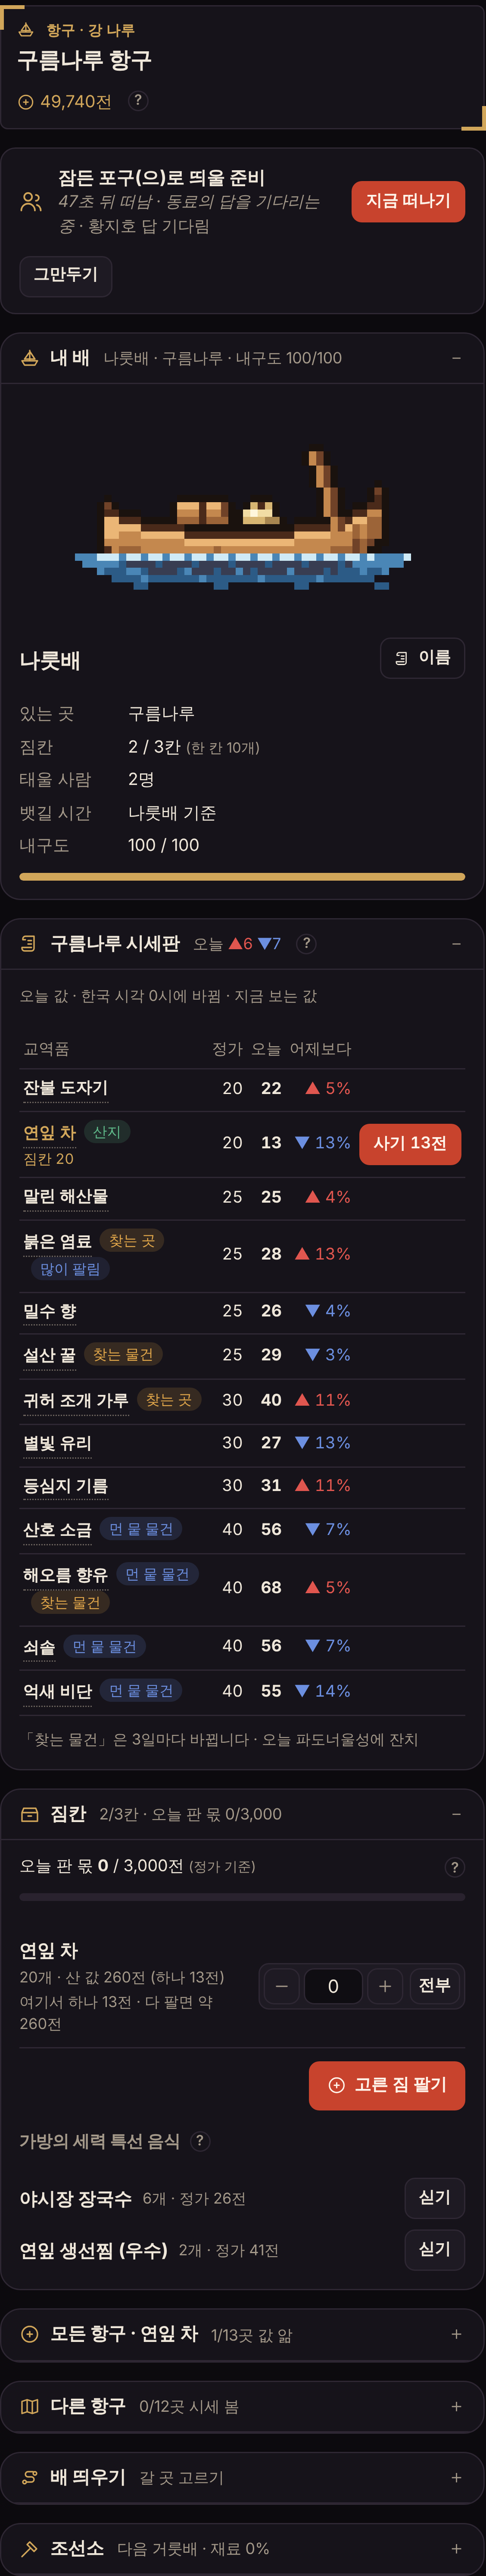 항구 · 강 나루
구름나루 항구
49,740전 ?
잠든 포구(으)로 띄울 준비
47초 뒤 떠남 · 동료의 답을 기다리는
중 · 황지호 답 기다림
지금 떠나기
그만두기
내 배 나룻배 · 구름나루 · 내구도 100/100 −
나룻배
이름
있는 곳 구름나루
짐칸 2 / 3칸 (한 칸 10개)
태울 사람 2명
뱃길 시간 나룻배 기준
내구도 100 / 100
구름나루 시세판 오늘 ▲6 ▼7 ? −
오늘 값 · 한국 시각 0시에 바뀜 · 지금 보는 값
교역품 정가 오늘 어제보다
잔불 도자기 20 22 ▲ 5%
연잎 차 산지 20 13 ▼ 13% 사기 13전
짐칸 20
말린 해산물 25 25 ▲ 4%
붉은 염료 찾는 곳 25 28 ▲ 13%
많이 팔림
밀수 향 25 26 ▼ 4%
설산 꿀 찾는 물건 25 29 ▼ 3%
귀허 조개 가루 찾는 곳 30 40 ▲ 11%
별빛 유리 30 27 ▼ 13%
등심지 기름 30 31 ▲ 11%
산호 소금 먼 뭍 물건 40 56 ▼ 7%
해오름 향유 먼 뭍 물건 40 68 ▲ 5%
찾는 물건
쇠솥 먼 뭍 물건 40 56 ▼ 7%
억새 비단 먼 뭍 물건 40 55 ▼ 14%
「찾는 물건」은 3일마다 바뀝니다 · 오늘 파도너울성에 잔치
짐칸 2/3칸 · 오늘 판 몫 0/3,000 −
오늘 판 몫 0 / 3,000전 (정가 기준) ?
연잎 차
20개 · 산 값 260전 (하나 13전)
여기서 하나 13전 · 다 팔면 약
260전
− 0 + 전부
고른 짐 팔기
가방의 세력 특선 음식 ?
야시장 장국수 6개 · 정가 26전 싣기
연잎 생선찜 (우수) 2개 · 정가 41전 싣기
모든 항구 · 연잎 차 1/13곳 값 앎 +
다른 항구 0/12곳 시세 봄 +
배 띄우기 갈 곳 고르기 +
조선소 다음 거룻배 · 재료 0% +